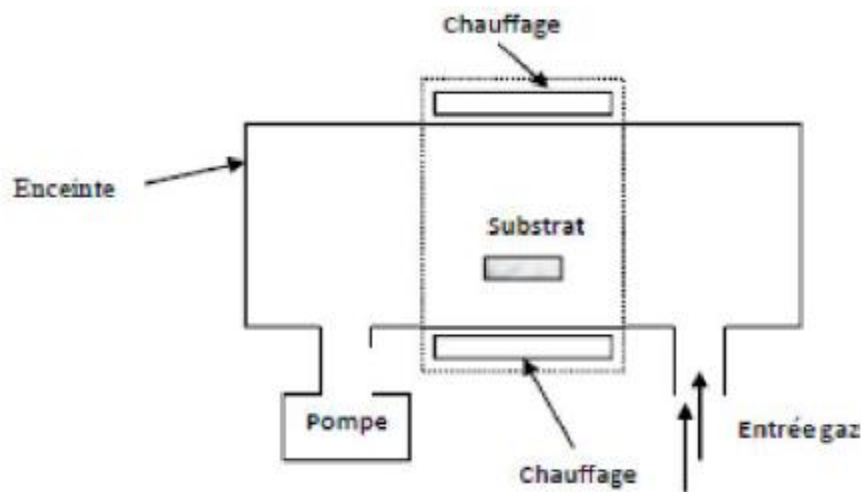 Chauffage
Enceinte
Substrat
Pompe
Entrée gaz
Chauffage